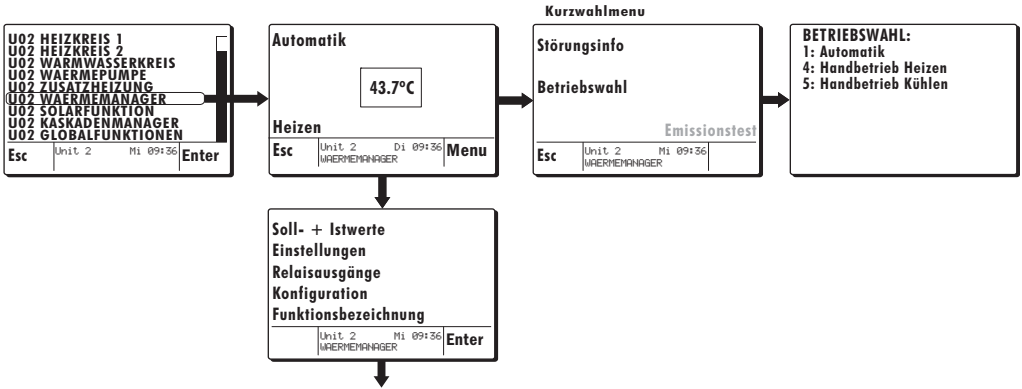 U02 HEIZKREIS 1
U02 HEIZKREIS 2
U02 WARMWASSERKREIS
U02 WAERMEPUMPE
U02 ZUSATZHEIZUNG
U02 WAERMEMANAGER
U02 SOLARFUNKTION
U02 KASKADENMANAGER
U02 GLOBALFUNKTIONEN
Esc
Unit 2 Mi 09:36
Enter
Automatik
43.7°C
Heizen
Esc
Unit 2 Di 09:36
WAERMEMANAGER
Menu
Kurzwahlmenu
Störungsinfo
Betriebswahl
Emissionstest
Esc
Unit 2 Mi 09:36
WAERMEMANAGER
BETRIEBSWAHL:
1: Automatik
4: Handbetrieb Heizen
5: Handbetrieb Kühlen
Soll- + Istwerte
Einstellungen
Relaisausgänge
Konfiguration
Funktionsbezeichnung
Unit 2 Mi 09:36
WAERMEMANAGER
Enter